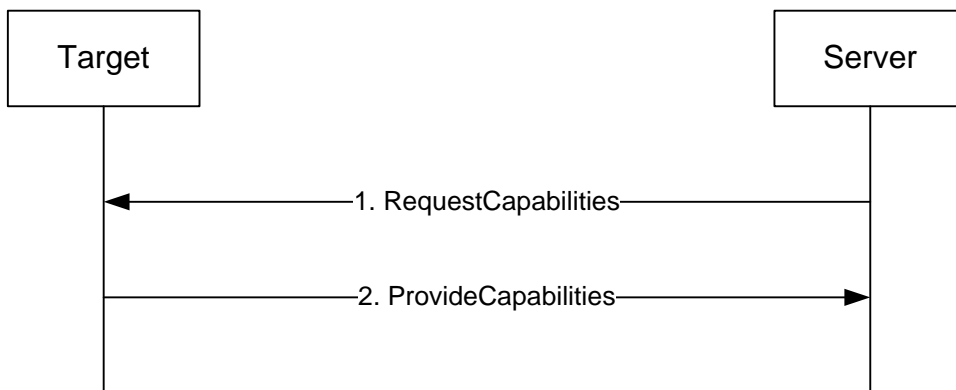 Target
Server
1. RequestCapabilities
2. ProvideCapabilities